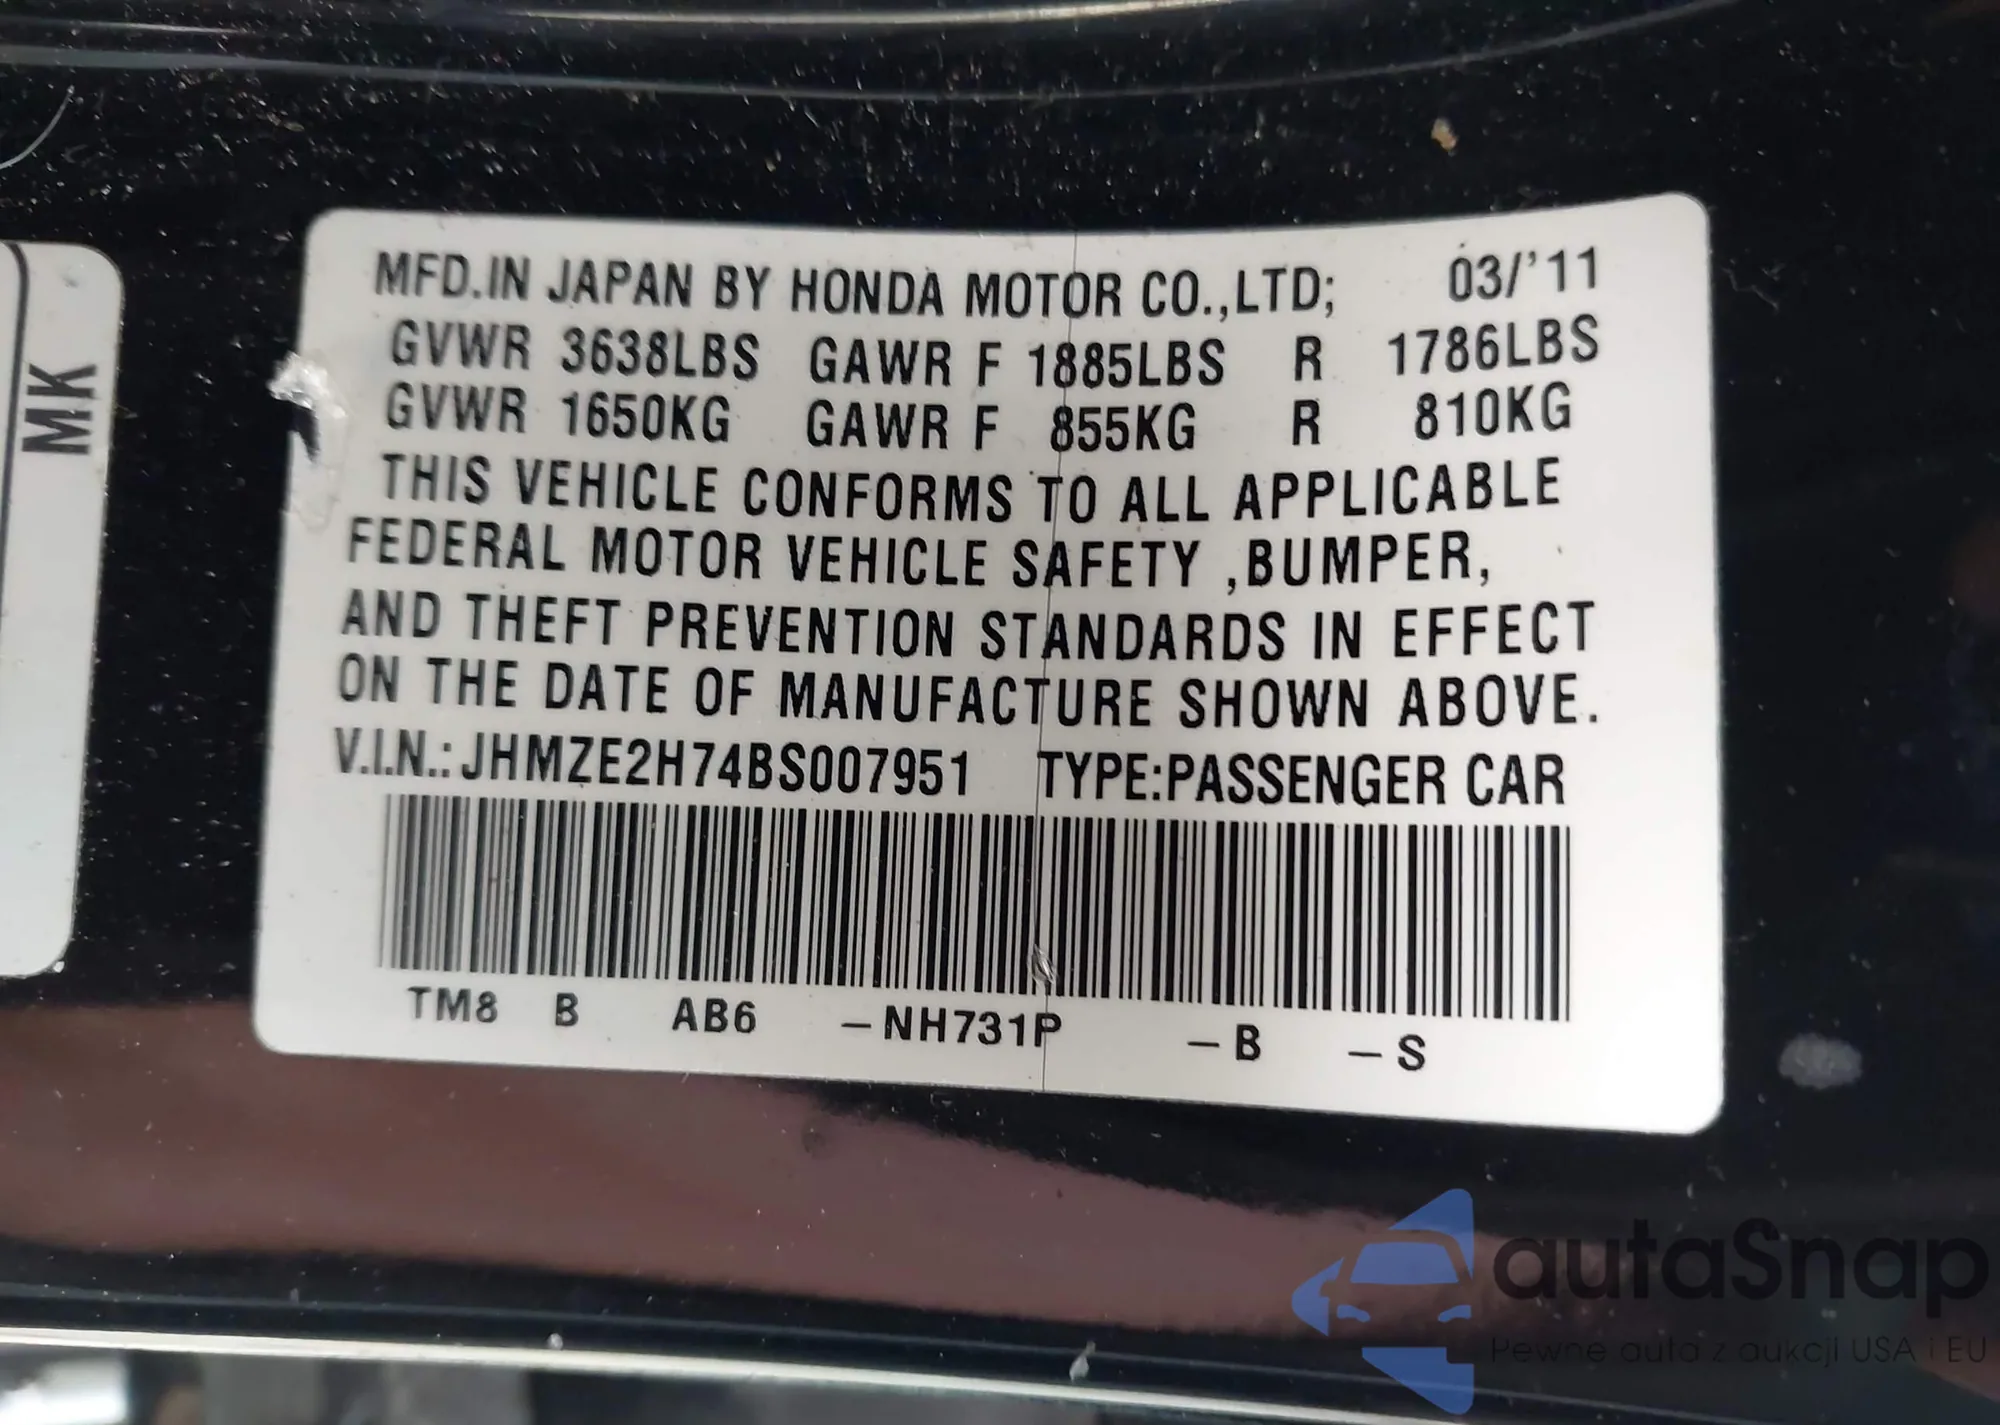 MK
MFD.IN JAPAN BY HONDA MOTOR CO.,LTD; 03/'11
GVWR 3638LBS GAWR F 1885LBS R 1786LBS
GVWR 1650KG GAWR F 855KG R 810KG
THIS VEHICLE CONFORMS TO ALL APPLICABLE
FEDERAL MOTOR VEHICLE SAFETY ,BUMPER,
AND THEFT PREVENTION STANDARDS IN EFFECT
ON THE DATE OF MANUFACTURE SHOWN ABOVE.
V.I.N.: JHMZE2H74BS007951 TYPE:PASSENGER CAR
TM8 B AB6 –NH731P –B –S
autaSnap
Pewne auta z aukcji USA i EU